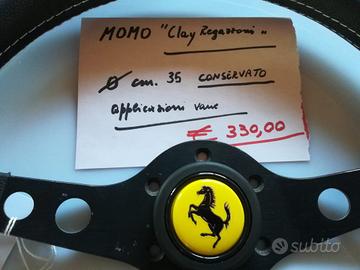 MOMO "Clay Regazzoni"
Ø cm. 35 CONSERVATO
applicazioni varie
€ 330,00
subito